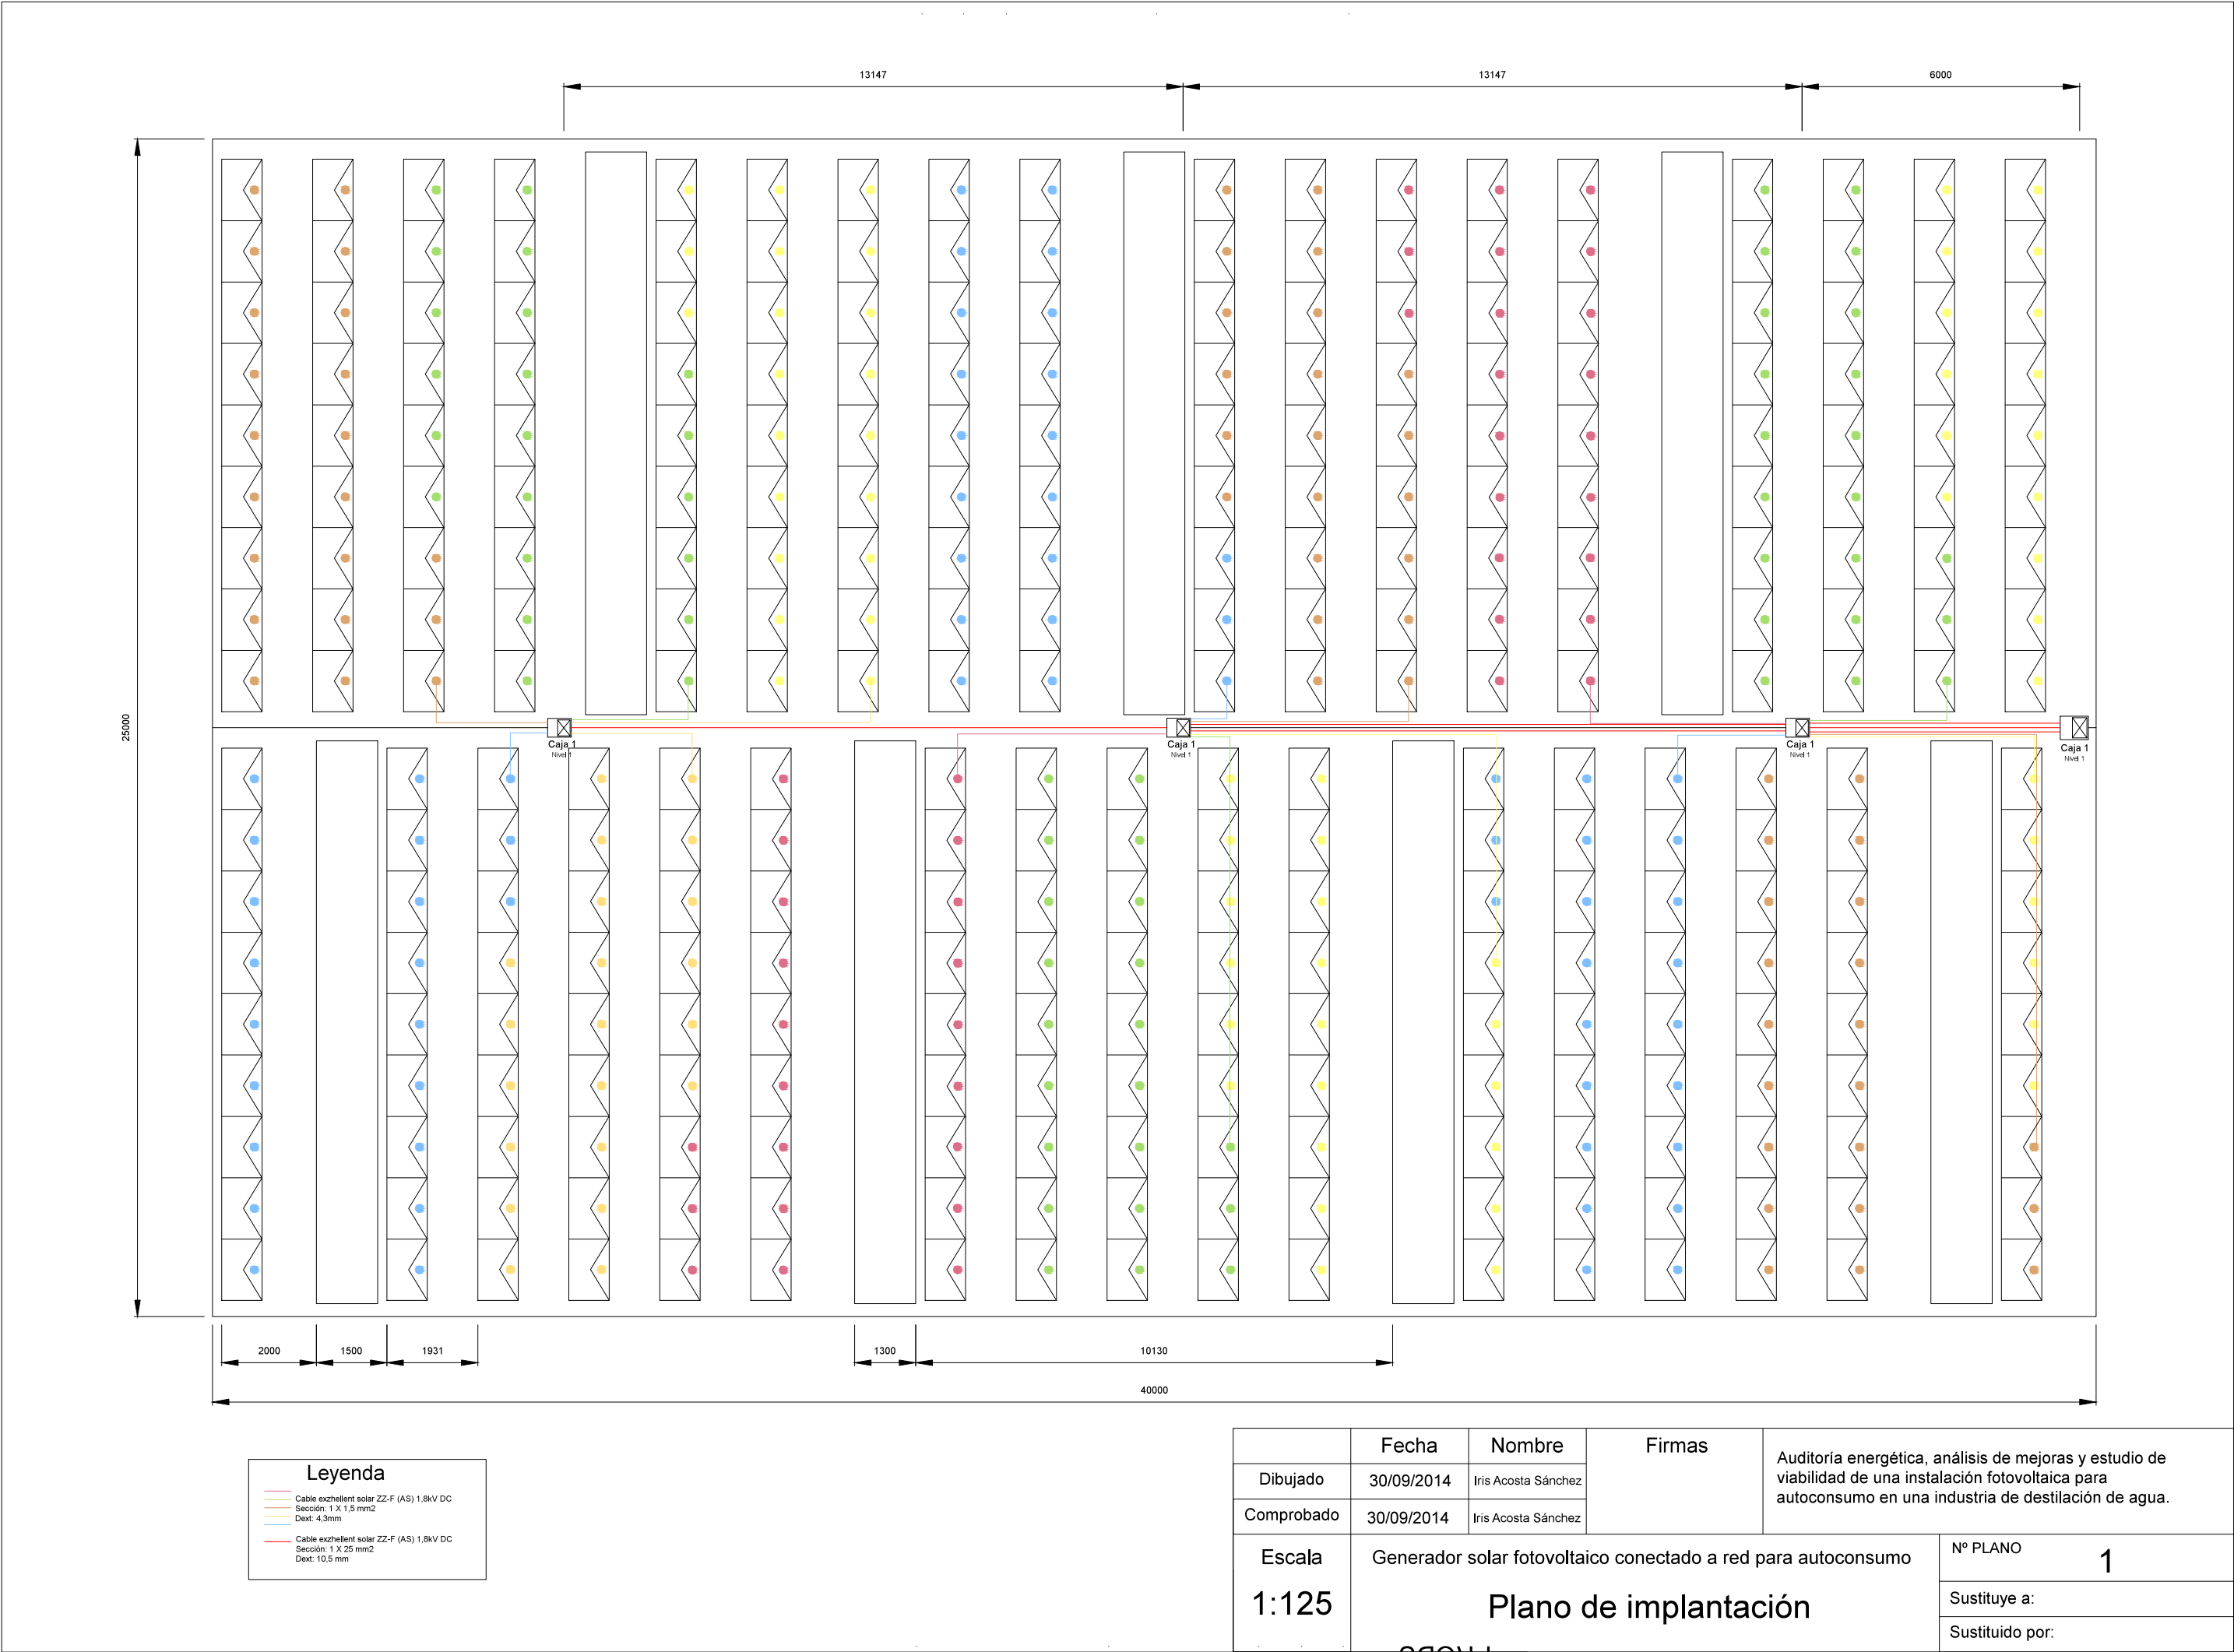 13147
13147
6000
25000
Caja 1
Nivel 1
Caja 1
Nivel 1
Caja 1
Nivel 1
Caja 1
Nivel 1
2000
1500
1931
1300
10130
40000
Leyenda
Cable exzhellent solar ZZ-F (AS) 1,8kV DC
Sección: 1 X 1,5 mm2
Dext: 4,3mm
Cable exzhellent solar ZZ-F (AS) 1,8kV DC
Sección: 1 X 25 mm2
Dext: 10,5 mm
Fecha
Nombre
Firmas
Dibujado
30/09/2014
Iris Acosta Sánchez
Comprobado
30/09/2014
Iris Acosta Sánchez
Auditoría energética, análisis de mejoras y estudio de
viabilidad de una instalación fotovoltaica para
autoconsumo en una industria de destilación de agua.
Escala
1:125
Generador solar fotovoltaico conectado a red para autoconsumo
Plano de implantación
Nº PLANO
1
Sustituye a:
Sustituido por: